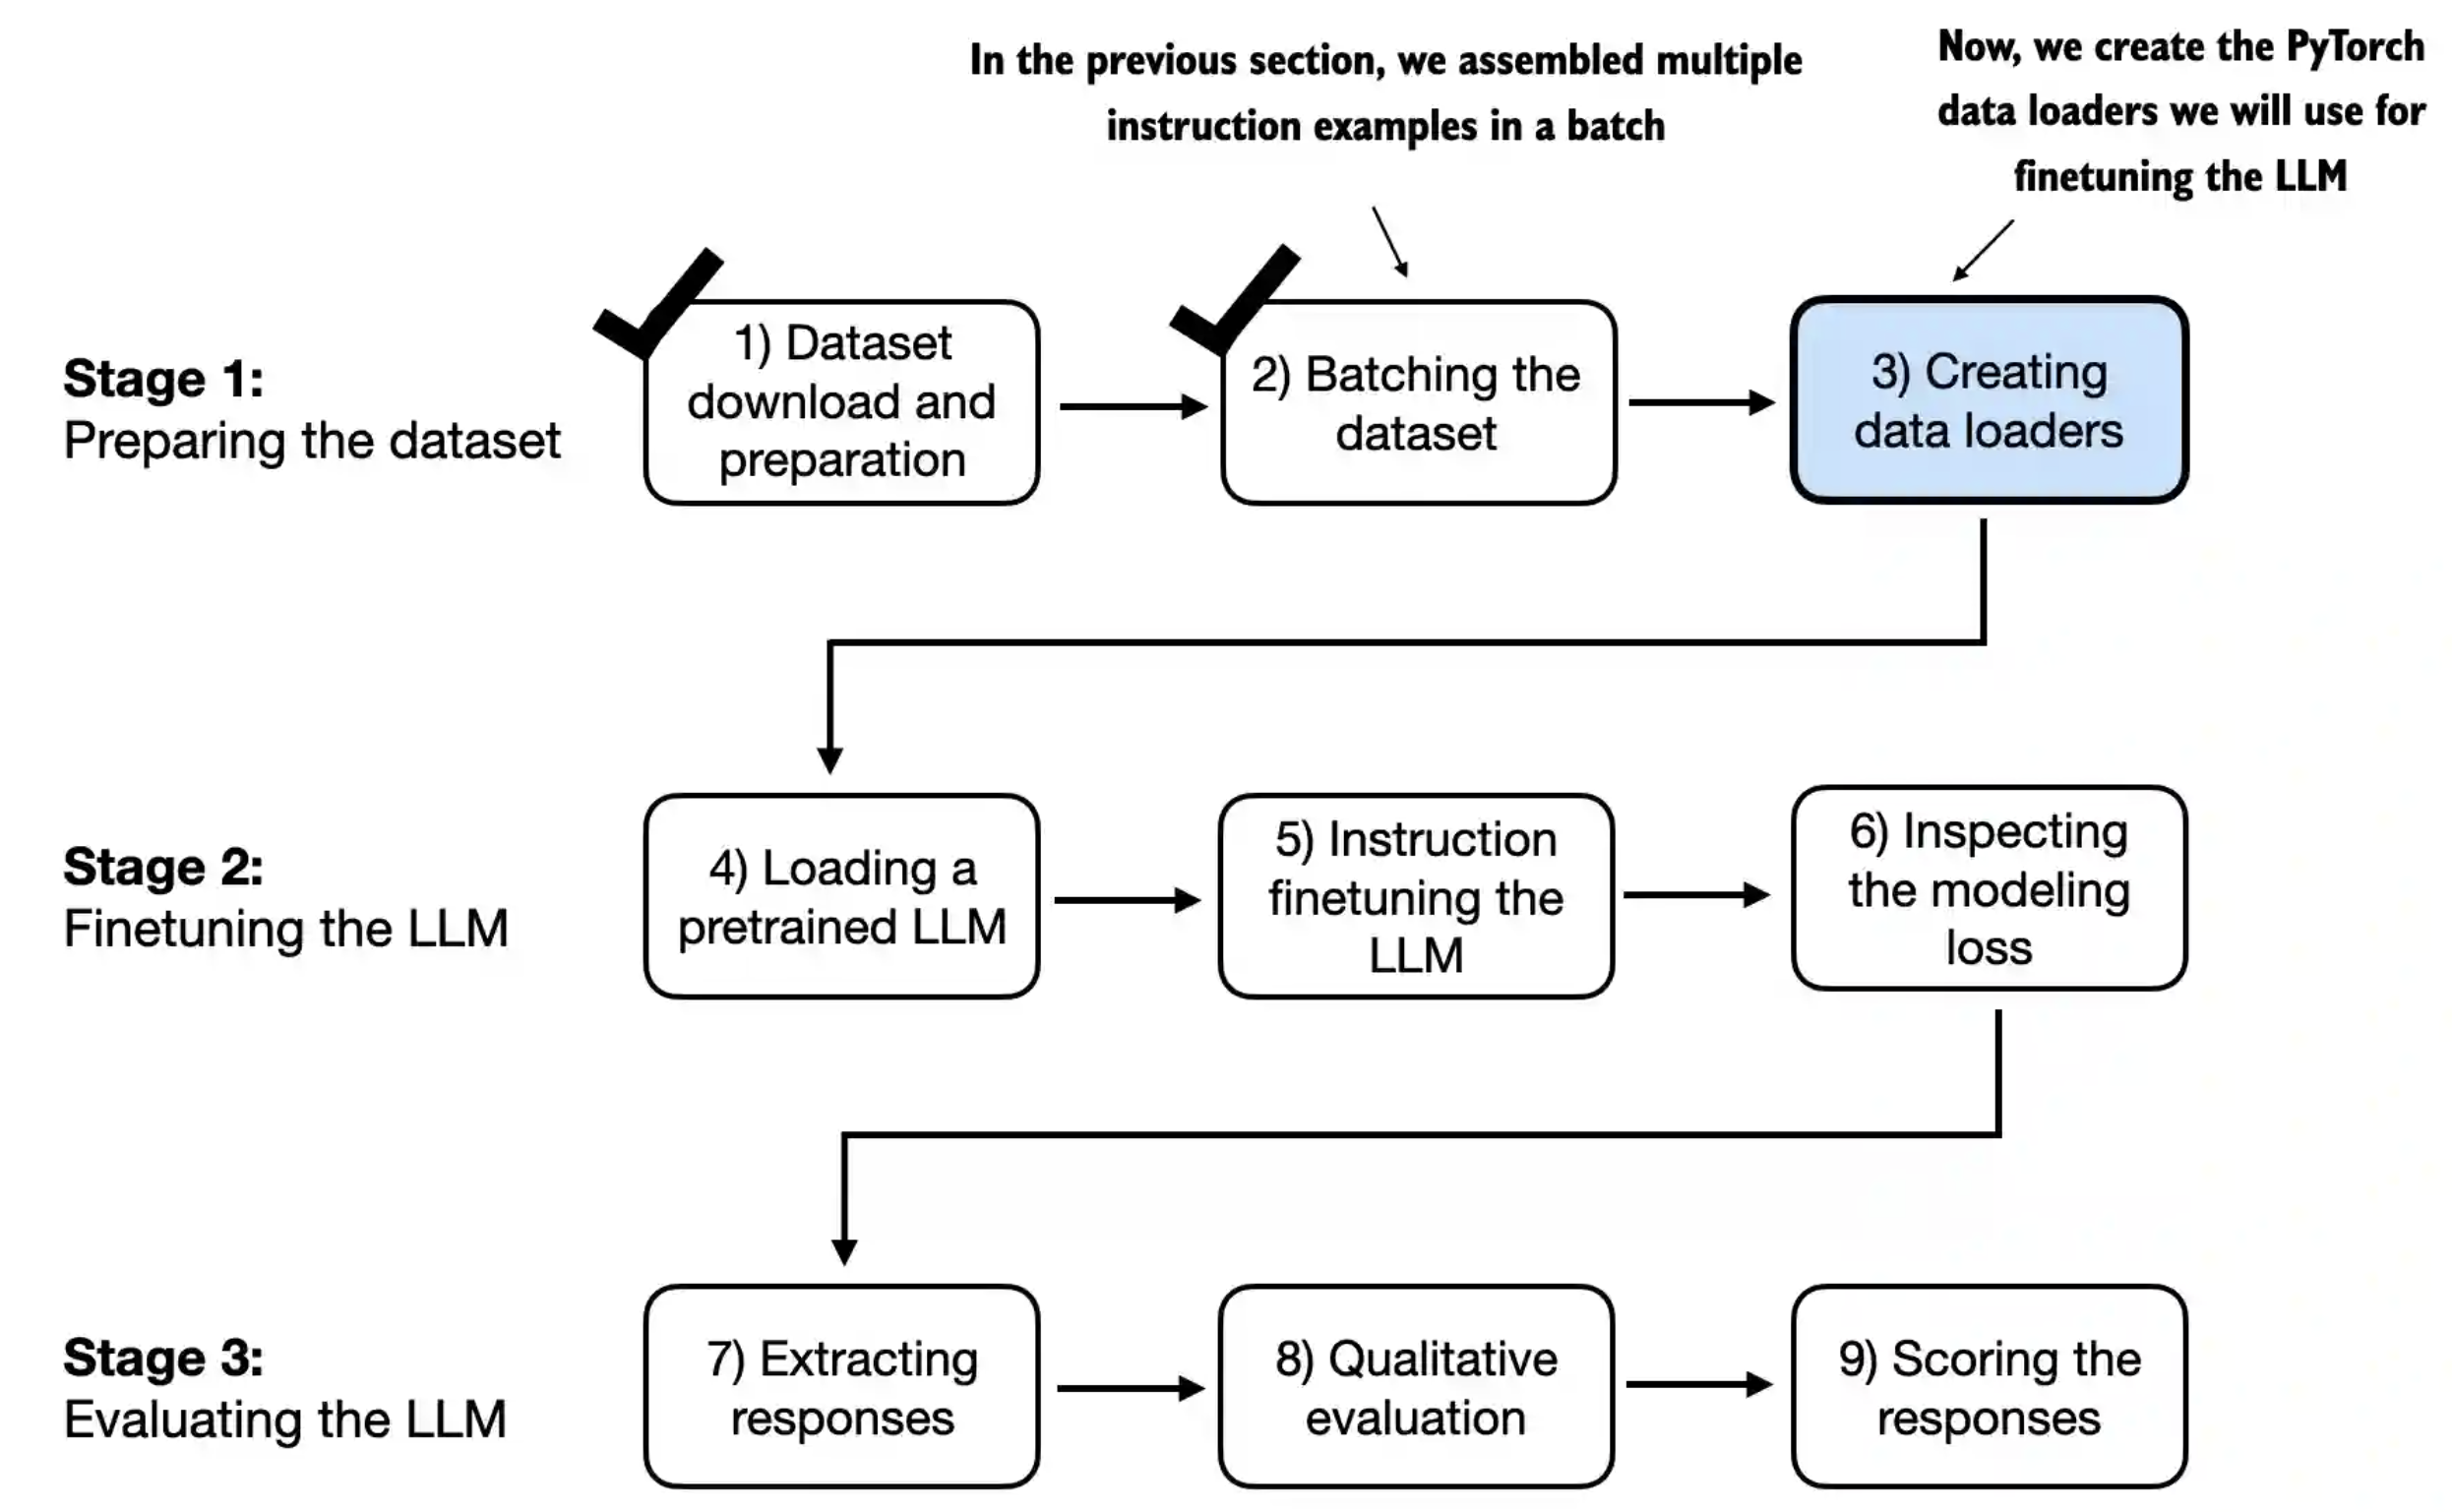 In the previous section, we assembled multiple
instruction examples in a batch
Now, we create the PyTorch
data loaders we will use for
finetuning the LLM
Stage 1:
Preparing the dataset
1) Dataset
download and
preparation
2) Batching the
dataset
3) Creating
data loaders
Stage 2:
Finetuning the LLM
4) Loading a
pretrained LLM
5) Instruction
finetuning the
LLM
6) Inspecting
the modeling
loss
Stage 3:
Evaluating the LLM
7) Extracting
responses
8) Qualitative
evaluation
9) Scoring the
responses